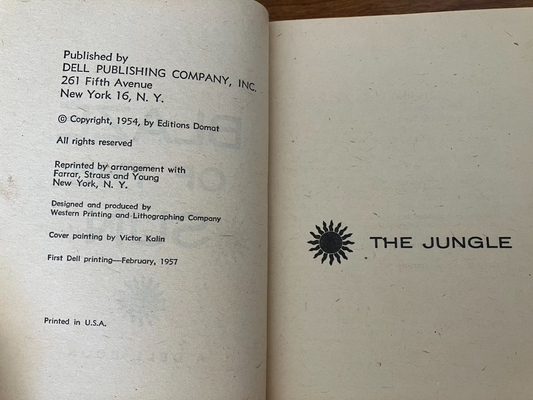 Published by
DELL PUBLISHING COMPANY, INC.
261 Fifth Avenue
New York 16, N. Y.
© Copyright, 1954, by Editions Domat
All rights reserved
Reprinted by arrangement with
Farrar, Straus and Young
New York, N. Y.
Designed and produced by
Western Printing and Lithographing Company
Cover painting by Victor Kalin
First Dell printing—February, 1957
Printed in U.S.A.
THE JUNGLE